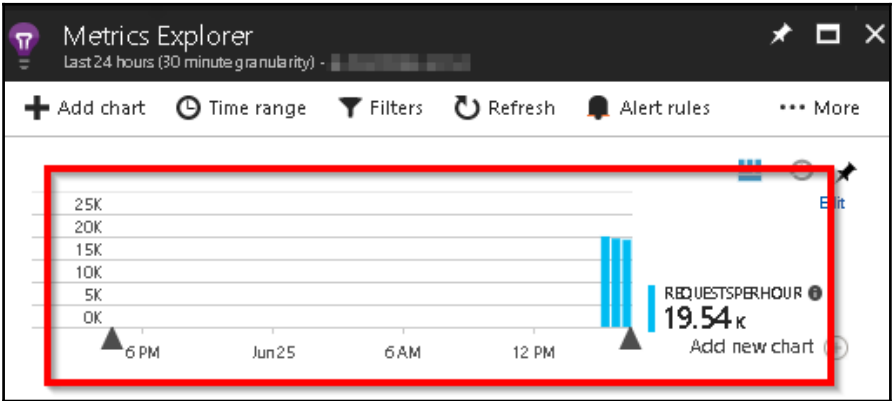 Metrics Explorer
Last 24 hours (30 minute granularity) -
Add chart Time range Filters Refresh Alert rules ... More
Edit
25K
20K
15K
10K
5K
0K
REQUESTSPERHOUR
19.54 K
6 PM Jun 25 6 AM 12 PM
Add new chart